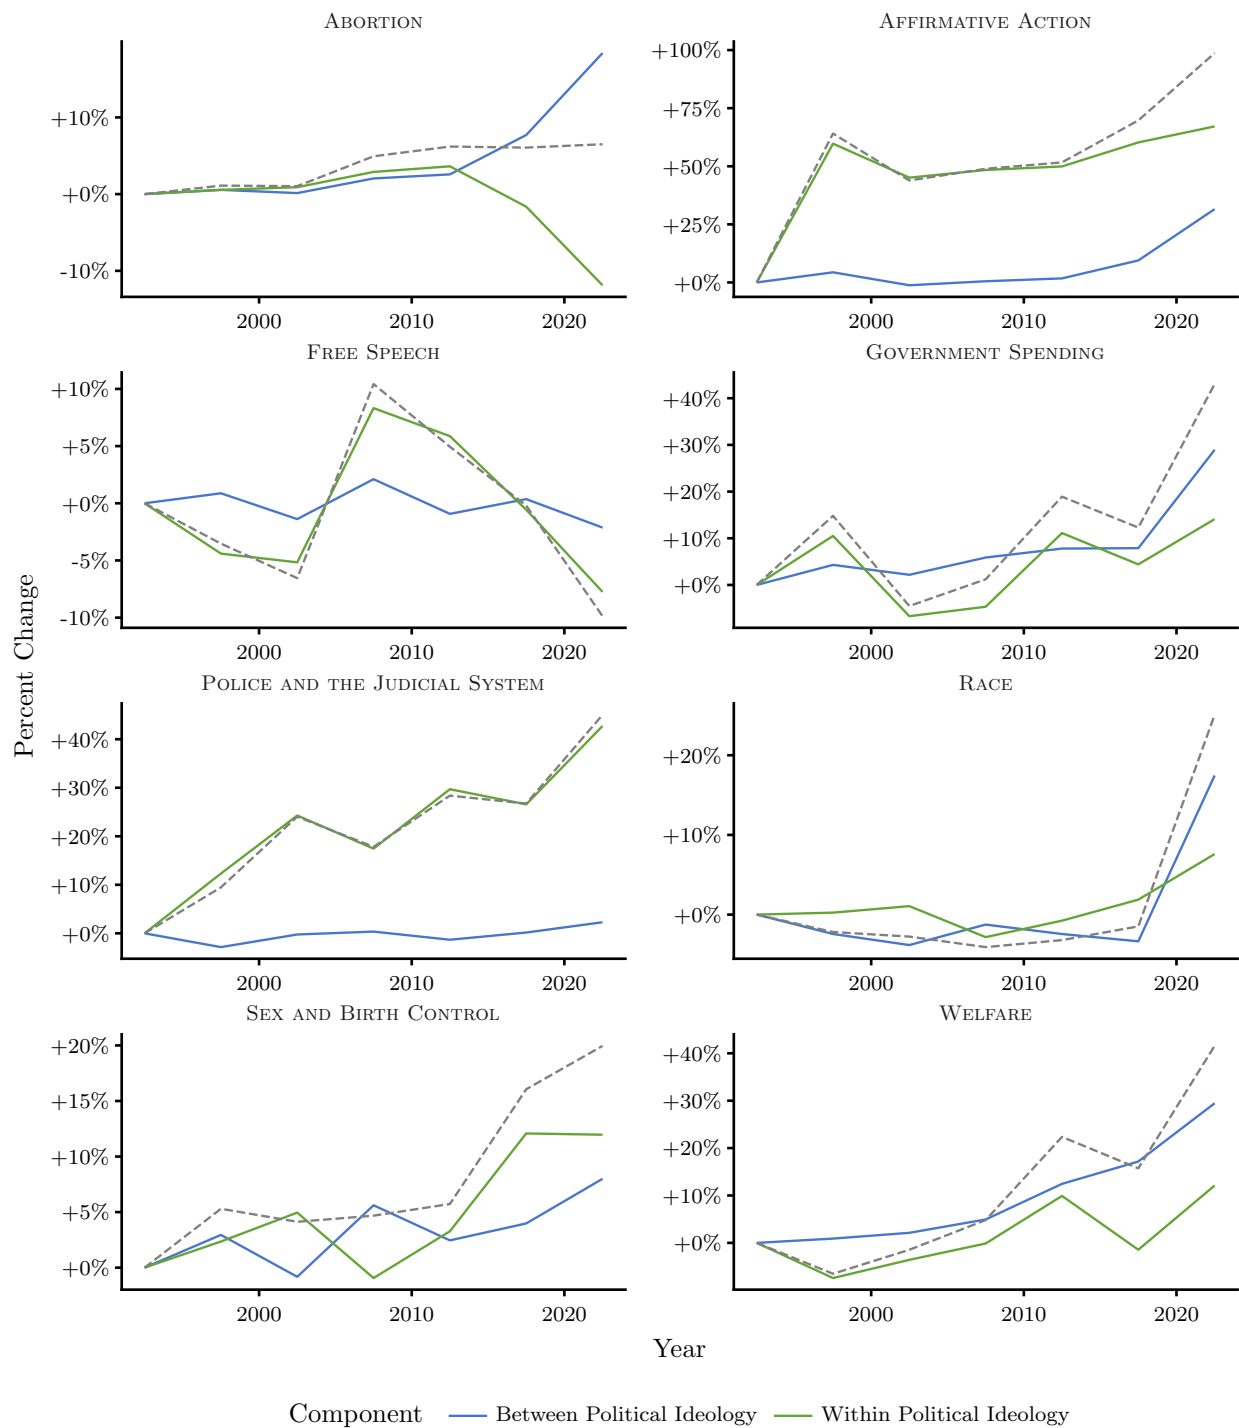 ABORTION
+10%
+0%
-10%
2000 2010 2020
AFFIRMATIVE ACTION
+100%
+75%
+50%
+25%
+0%
2000 2010 2020
FREE SPEECH
+10%
+5%
+0%
-5%
-10%
2000 2010 2020
GOVERNMENT SPENDING
+40%
+30%
+20%
+10%
+0%
2000 2010 2020
POLICE AND THE JUDICIAL SYSTEM
+40%
+30%
+20%
+10%
+0%
2000 2010 2020
RACE
+20%
+10%
+0%
2000 2010 2020
SEX AND BIRTH CONTROL
+20%
+15%
+10%
+5%
+0%
2000 2010 2020
WELFARE
+40%
+30%
+20%
+10%
+0%
2000 2010 2020
Percent Change
Year
Component Between Political Ideology Within Political Ideology